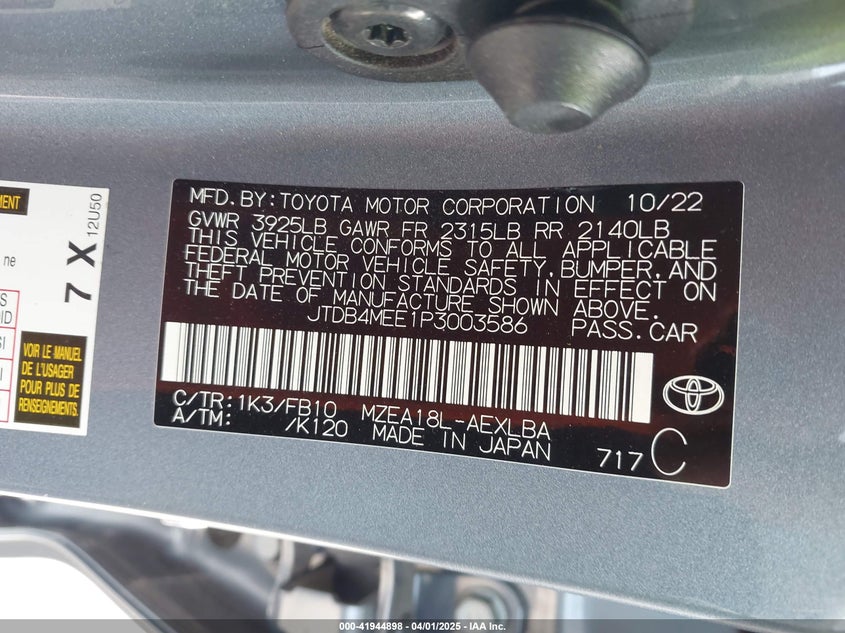 MFD. BY: TOYOTA MOTOR CORPORATION 10/22
GVWR 3925LB GAWR FR 2315LB RR 2140LB
THIS VEHICLE CONFORMS TO ALL APPLICABLE
FEDERAL MOTOR VEHICLE SAFETY, BUMPER, AND
THEFT PREVENTION STANDARDS IN EFFECT ON
THE DATE OF MANUFACTURE SHOWN ABOVE.
JTDB4MEE1P3003586 PASS. CAR
C/TR: 1K3/FB10 MZEA18L-AEXLBA
A/TM: /K120 MADE IN JAPAN 717 C
ne
7 X
12U50
VOIR LE MANUEL
DE L'USAGER
POUR PLUS DE
RENSEIGNEMENTS.
000-41944898 - 04/01/2025 - IAA Inc.